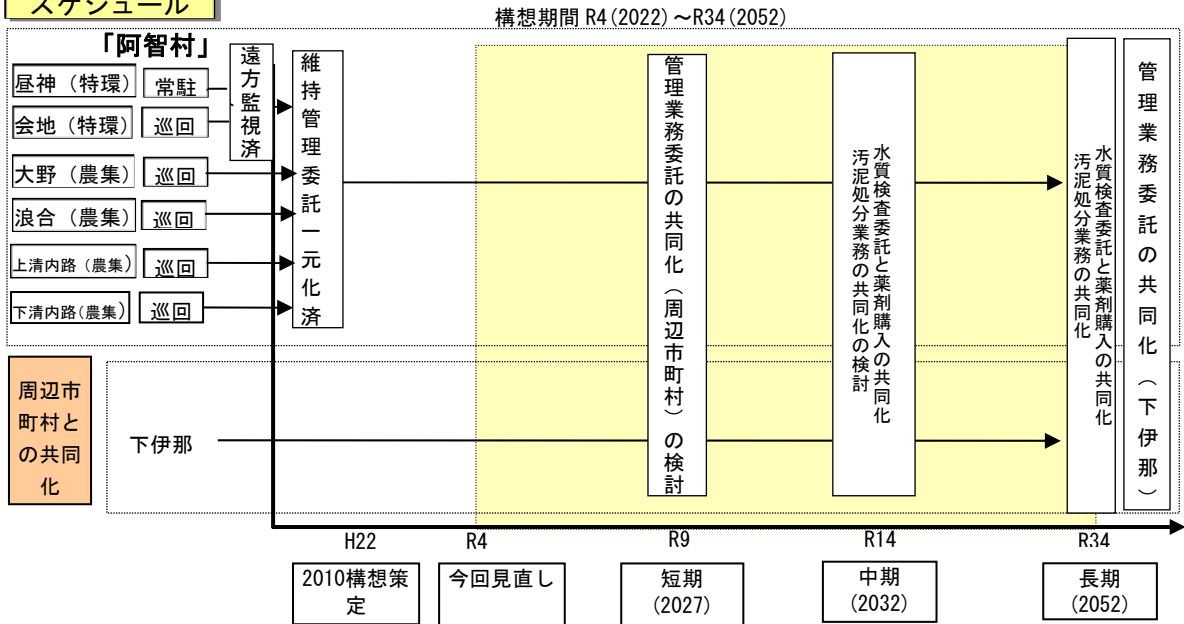 スケジュール
構想期間 R4(2022)～R34(2052)
「阿智村」
昼神（特環）
常駐
会地（特環）
巡回
大野（農集）
巡回
浪合（農集）
巡回
上清内路（農集）
巡回
下清内路(農集)
巡回
遠方監視済
維持管理委託一元化済
管理業務委託の共同化（周辺市町村）の検討
水質検査委託と薬剤購入の共同化
汚泥処分業務の共同化の検討
水質検査委託と薬剤購入の共同化
汚泥処分業務の共同化
管理業務委託の共同化（下伊那）
周辺市
町村と
の共同
化
下伊那
H22
R4
R9
R14
R34
2010構想策
定
今回見直し
短期
(2027)
中期
(2032)
長期
(2052)